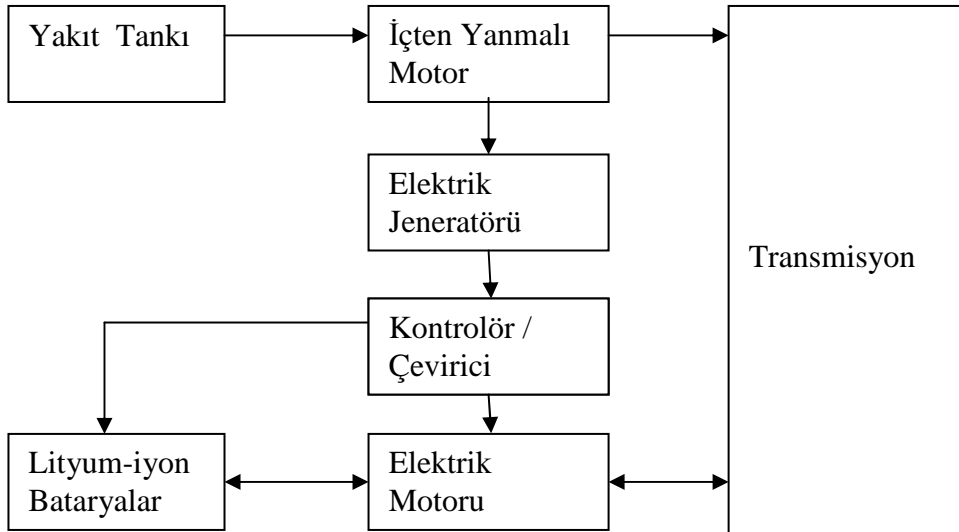 Yakıt Tankı
İçten Yanmalı
Motor
Elektrik
Jeneratörü
Transmisyon
Kontrolör /
Çevirici
Lityum-iyon
Bataryalar
Elektrik
Motoru